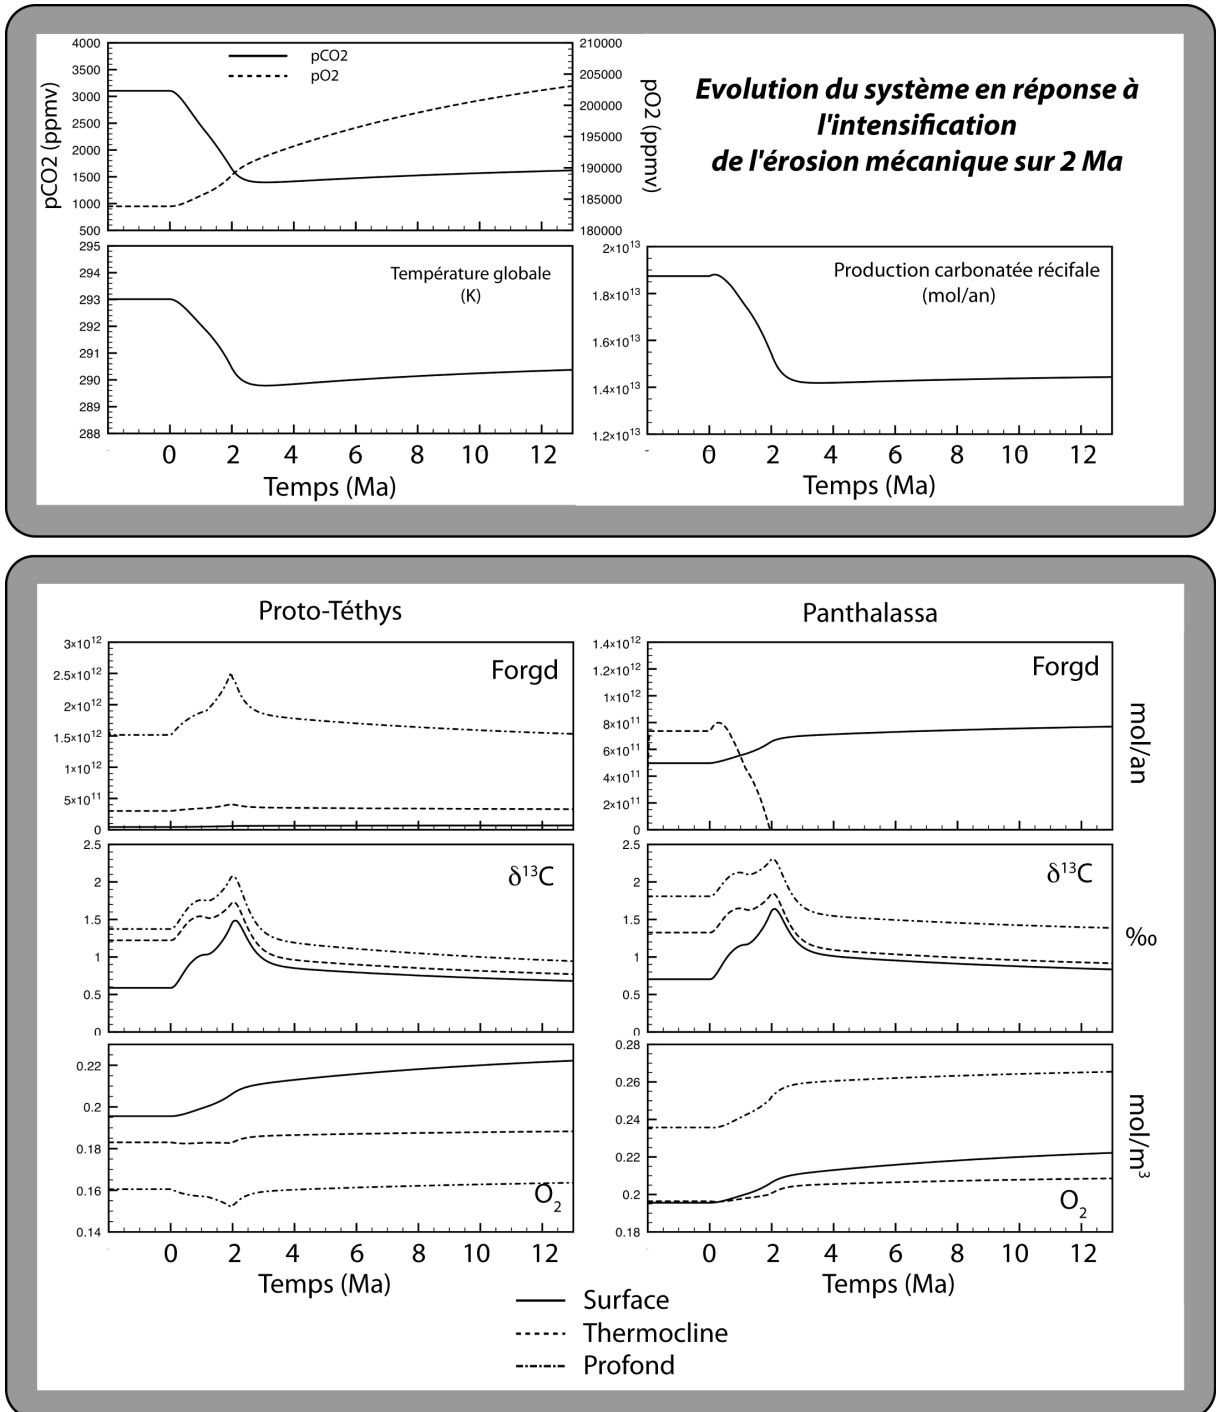 pCO2
pO2
4000
3500
3000
2500
2000
1500
1000
500
pCO2 (ppmv)
210000
205000
200000
195000
190000
185000
180000
pO2 (ppmv)
Evolution du système en réponse à
l'intensification
de l'érosion mécanique sur 2 Ma
295
294
293
292
291
290
289
288
Température globale
(K)
0 2 4 6 8 10 12
Temps (Ma)
2x10¹³
1.8x10¹³
1.6x10¹³
1.4x10¹³
1.2x10¹³
Production carbonatée récifale
(mol/an)
0 2 4 6 8 10 12
Temps (Ma)
Proto-Téthys
3x10¹²
2.5x10¹²
2x10¹²
1.5x10¹²
1x10¹²
5x10¹¹
0
Forgd
2.5
2
1.5
1
0.5
0
δ¹³C
0.22
0.2
0.18
0.16
0.14
O₂
0 2 4 6 8 10 12
Temps (Ma)
Panthalassa
1.4x10¹²
1.2x10¹²
1x10¹²
8x10¹¹
6x10¹¹
4x10¹¹
2x10¹¹
0
Forgd
mol/an
2.5
2
1.5
1
0.5
0
δ¹³C
‰
0.28
0.26
0.24
0.22
0.2
0.18
O₂
mol/m³
0 2 4 6 8 10 12
Temps (Ma)
Surface
Thermocline
Profond